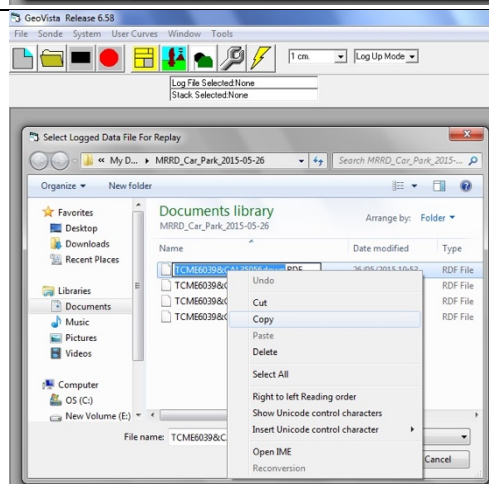 GeoVista Release 6.58
File Sonde System User Curves Window Tools
1 cm. Log Up Mode
Log File Selected:None
Stack Selected:None
Select Logged Data File For Replay
« My D... MRRD_Car_Park_2015-05-26 Search MRRD_Car_Park_2015-...
Organize New folder
Favorites
Desktop
Downloads
Recent Places
Libraries
Documents
Music
Pictures
Videos
Computer
OS (C:)
New Volume (E:)
Documents library
MRRD_Car_Park_2015-05-26
Arrange by: Folder
Name Date modified Type
.RDF 26/05/2015 10:53 RDF File
TCME6039&C RDF File
TCME6039&C RDF File
TCME6039&C RDF File
Undo
Cut
Copy
Paste
Delete
Select All
Right to left Reading order
Show Unicode control characters
Insert Unicode control character
Open IME
Reconversion
File name: TCME6039&C
Cancel